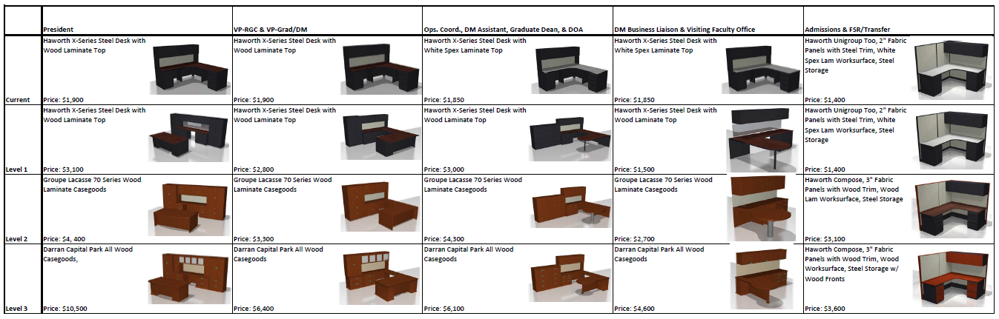 President
VP-RGC & VP-Grad/DM
Ops. Coord., DM Assistant, Graduate Dean, & DOA
DM Business Liaison & Visiting Faculty Office
Admissions & FSR/Transfer
Current
Haworth X-Series Steel Desk with
Wood Laminate Top
Price: $1,900
Haworth X-Series Steel Desk with
Wood Laminate Top
Price: $1,900
Haworth X-Series Steel Desk with
White Spex Laminate Top
Price: $1,850
Haworth X-Series Steel Desk with
White Spex Laminate Top
Price: $1,850
Haworth Unigroup Too, 2" Fabric
Panels with Steel Trim, White
Spex Lam Worksurface, Steel
Storage
Price: $1,400
Level 1
Haworth X-Series Steel Desk with
Wood Laminate Top
Price: $3,100
Haworth X-Series Steel Desk with
Wood Laminate Top
Price: $2,800
Haworth X-Series Steel Desk with
Wood Laminate Top
Price: $3,000
Haworth X-Series Steel Desk with
Wood Laminate Top
Price: $1,500
Haworth Unigroup Too, 2" Fabric
Panels with Steel Trim, White
Spex Lam Worksurface, Steel
Storage
Price: $1,400
Level 2
Groupe Lacasse 70 Series Wood
Laminate Casegoods
Price: $4, 400
Groupe Lacasse 70 Series Wood
Laminate Casegoods
Price: $3,300
Groupe Lacasse 70 Series Wood
Laminate Casegoods
Price: $4,300
Groupe Lacasse 70 Series Wood
Laminate Casegoods
Price: $2,700
Haworth Compose, 3" Fabric
Panels with Wood Trim, Wood
Lam Worksurface, Steel Storage
Price: $3,100
Level 3
Darran Capital Park All Wood
Casegoods,
Price: $10,500
Darran Capital Park All Wood
Casegoods
Price: $6,400
Darran Capital Park All Wood
Casegoods
Price: $6,100
Darran Capital Park All Wood
Casegoods
Price: $4,600
Haworth Compose, 3" Fabric
Panels with Wood Trim, Wood
Worksurface, Steel Storage w/
Wood Fronts
Price: $3,600